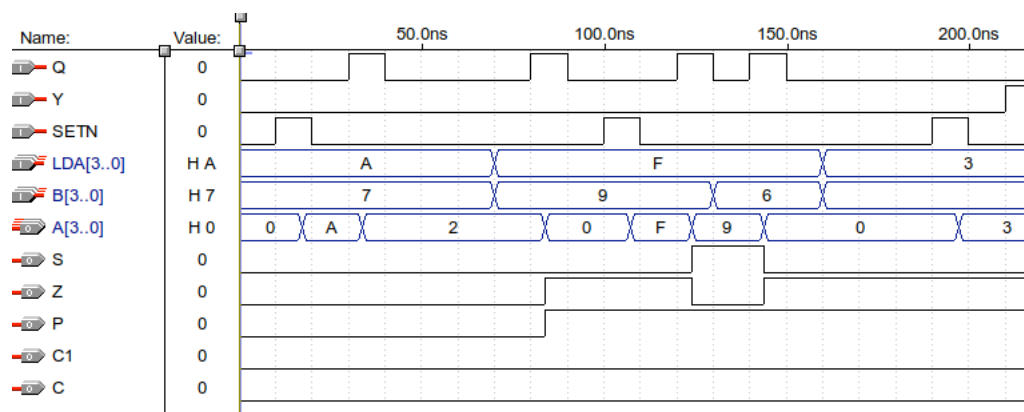 Name: Value: 50.0ns 100.0ns 150.0ns 200.0ns
Q 0
Y 0
SETN 0
LDA[3..0] H A A F 3
B[3..0] H 7 7 9 6
A[3..0] H 0 0 A 2 0 F 9 0 3
S 0
Z 0
P 0
C1 0
C 0